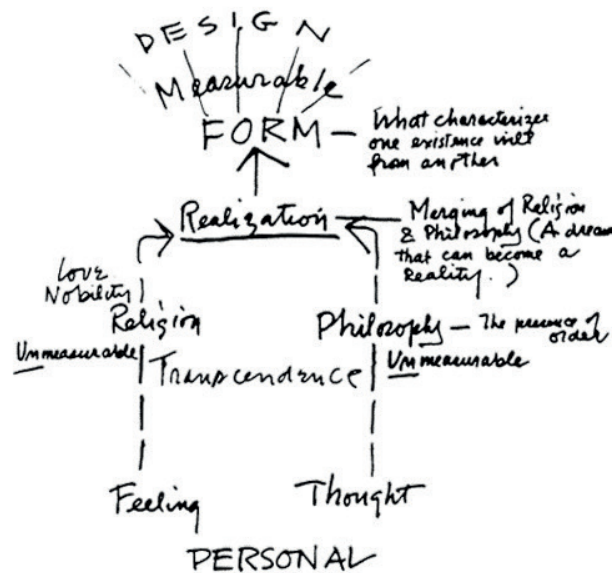 DESIGN
Measurable
FORM — What characterizes
one existence will
from another
Realization — Merging of Religion
& Philosophy (A dream
that can become a
Reality.)
Love
Nobility
Religion
Philosophy — The presence of
order
Unmeasurable
Unmeasurable
Transcendence
Feeling
Thought
PERSONAL